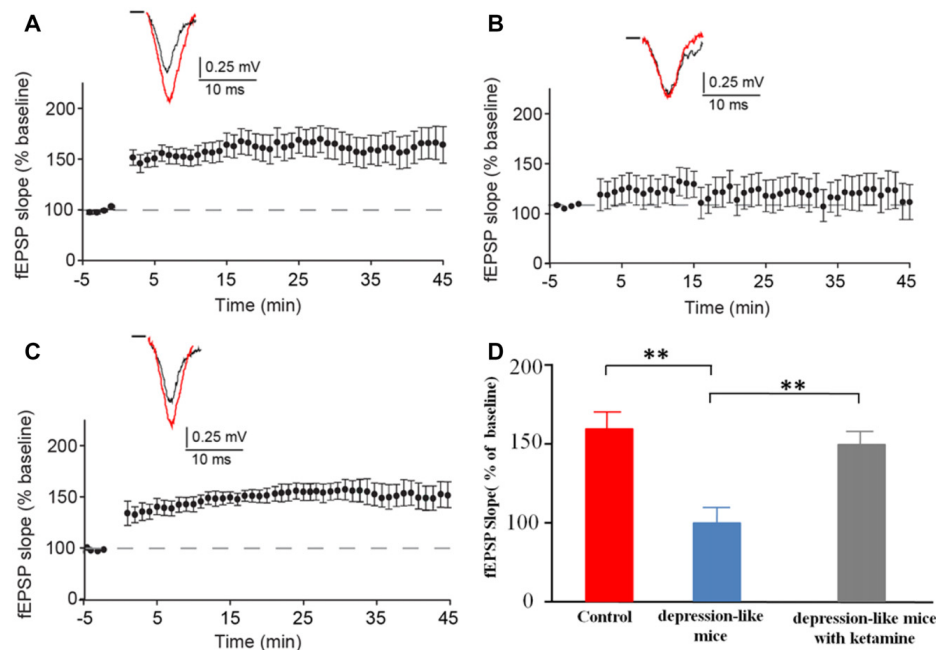 A
0.25 mV
10 ms
fEPSP slope (% baseline)
200
150
100
0
-5 5 15 25 35 45
Time (min)
B
0.25 mV
10 ms
fEPSP slope (% baseline)
200
150
100
0
-5 5 15 25 35 45
Time (min)
C
0.25 mV
10 ms
fEPSP slope (% baseline)
200
150
100
0
-5 5 15 25 35 45
Time (min)
D
**
**
fEPSP Slope( % of baseline)
200
150
100
0
Control
depression-like
mice
depression-like mice
with ketamine